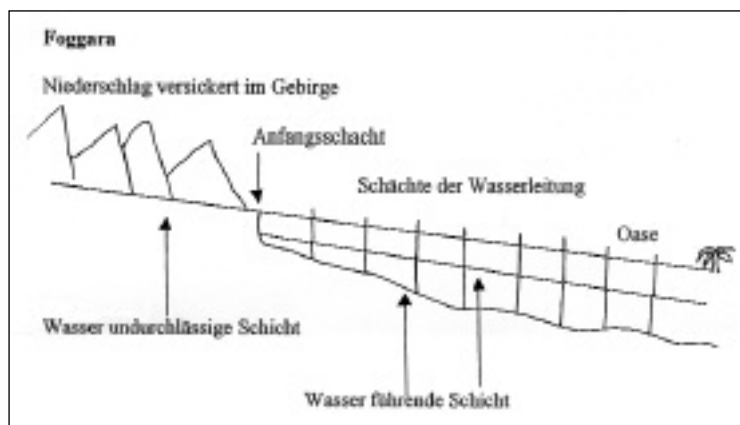 Foggara
Niederschlag versickert im Gebirge
Anfangsschacht
Schächte der Wasserleitung
Oase
Wasser undurchlässige Schicht
Wasser führende Schicht